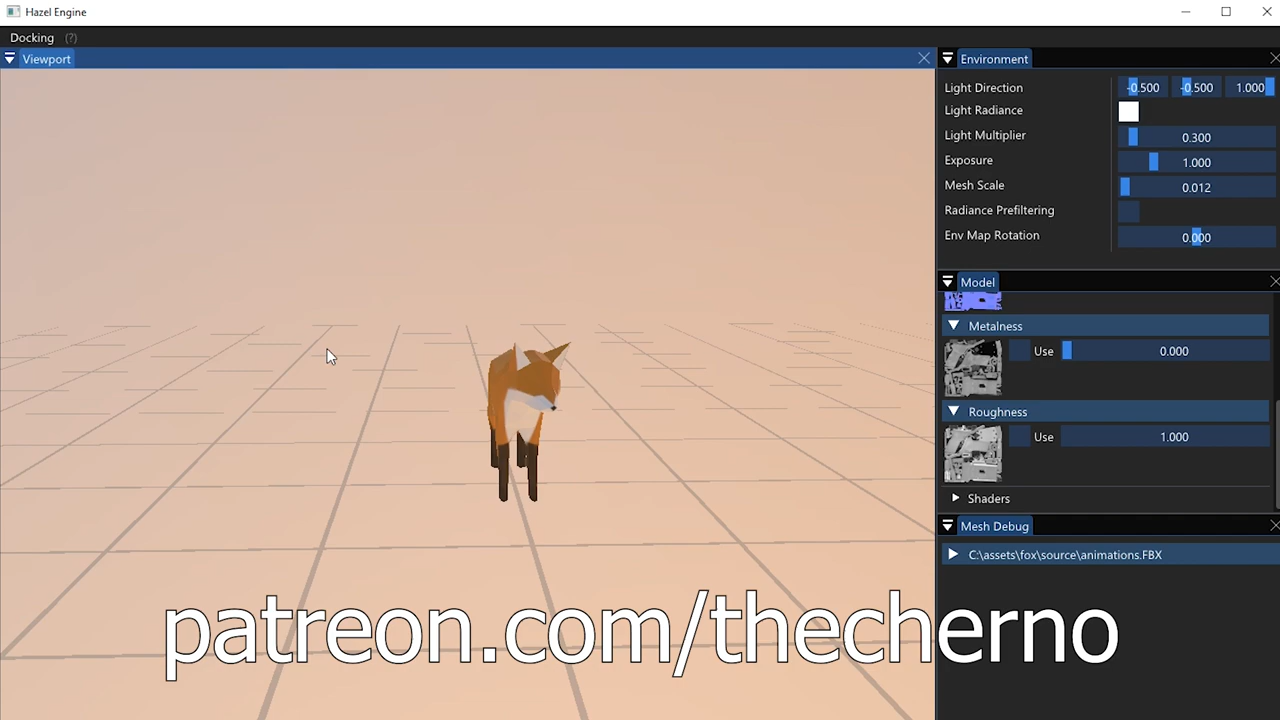 Hazel Engine
Docking (?)
Viewport
Environment
Light Direction -0.500 -0.500 1.000
Light Radiance
Light Multiplier 0.300
Exposure 1.000
Mesh Scale 0.012
Radiance Prefiltering
Env Map Rotation 0.000
Model
Metalness
Use 0.000
Roughness
Use 1.000
Shaders
Mesh Debug
C:\assets\fox\source\animations.FBX
patreon.com/thecherno